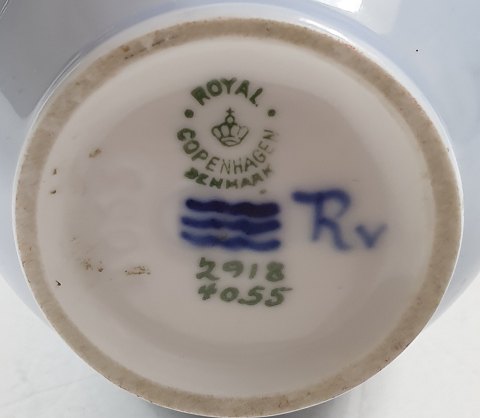 ROYAL
COPENHAGEN
DENMARK
Rv
2918
4055